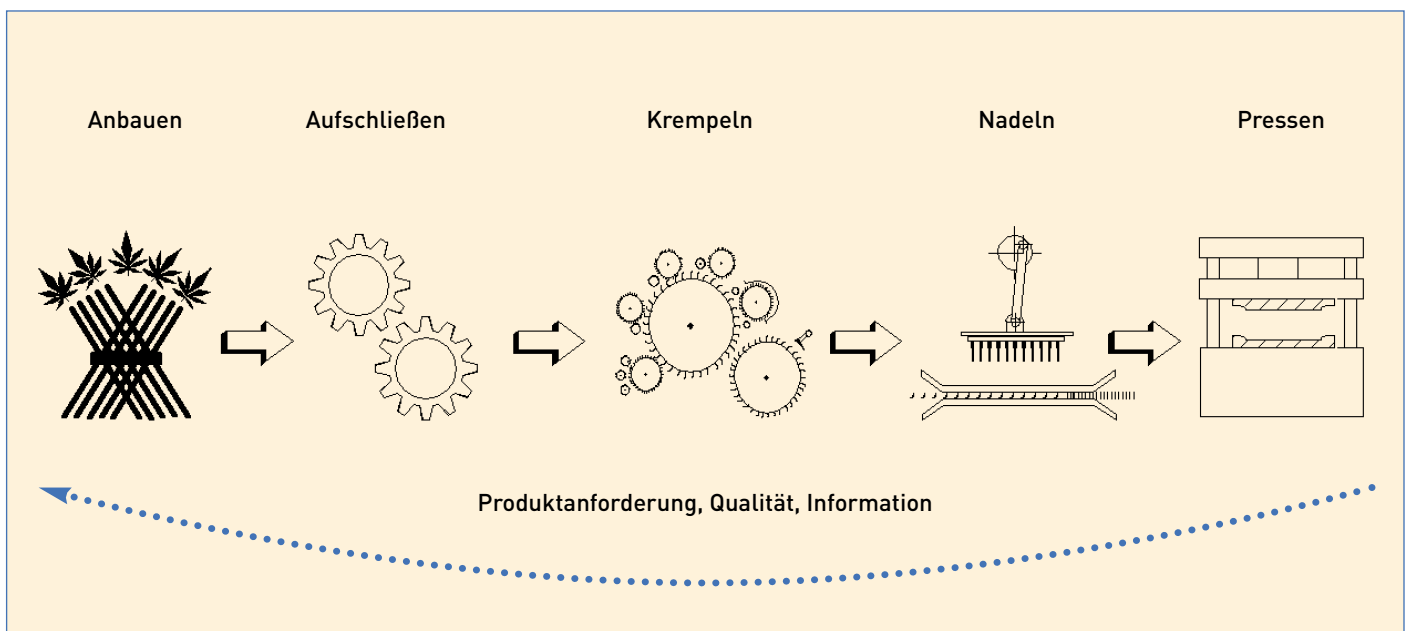 Anbauen
Aufschließen
Krempeln
Nadeln
Pressen
Produktanforderung, Qualität, Information